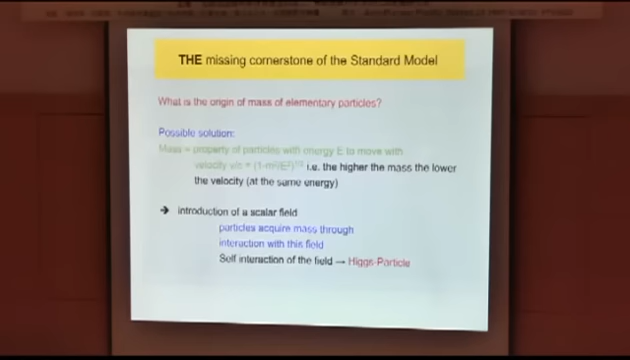 THE missing cornerstone of the Standard Model
What is the origin of mass of elementary particles?
Possible solution:
Mass = property of particles with energy E to move with
velocity v/c = (1-m²/E²)¹/² i.e. the higher the mass the lower
the velocity (at the same energy)
➔ introduction of a scalar field
particles acquire mass through
interaction with this field
Self interaction of the field → Higgs-Particle